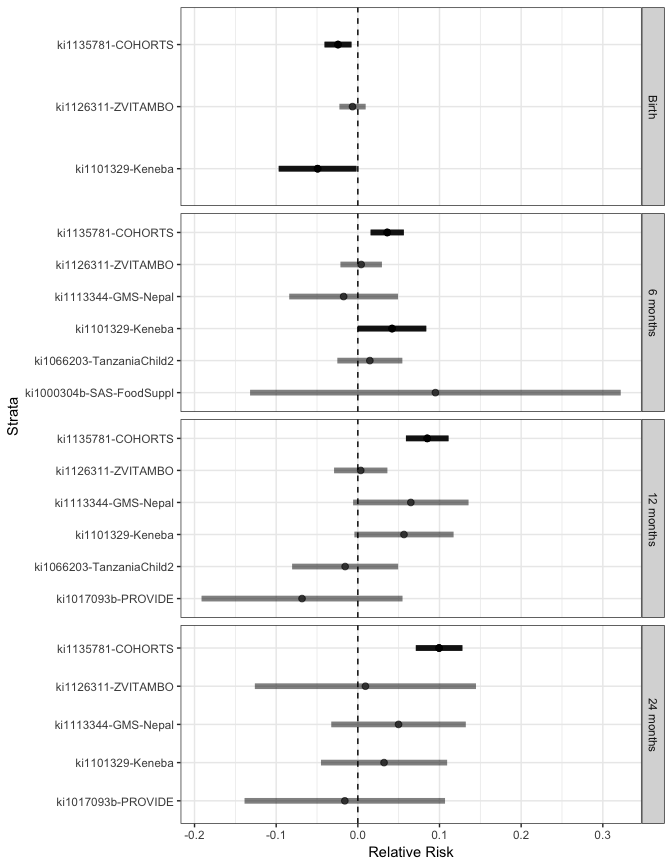 Strata
ki1135781-COHORTS
ki1126311-ZVITAMBO
ki1101329-Keneba
Birth
ki1135781-COHORTS
ki1126311-ZVITAMBO
ki1113344-GMS-Nepal
ki1101329-Keneba
ki1066203-TanzaniaChild2
ki1000304b-SAS-FoodSuppl
6 months
ki1135781-COHORTS
ki1126311-ZVITAMBO
ki1113344-GMS-Nepal
ki1101329-Keneba
ki1066203-TanzaniaChild2
ki1017093b-PROVIDE
12 months
ki1135781-COHORTS
ki1126311-ZVITAMBO
ki1113344-GMS-Nepal
ki1101329-Keneba
ki1017093b-PROVIDE
24 months
-0.2 -0.1 0.0 0.1 0.2 0.3
Relative Risk